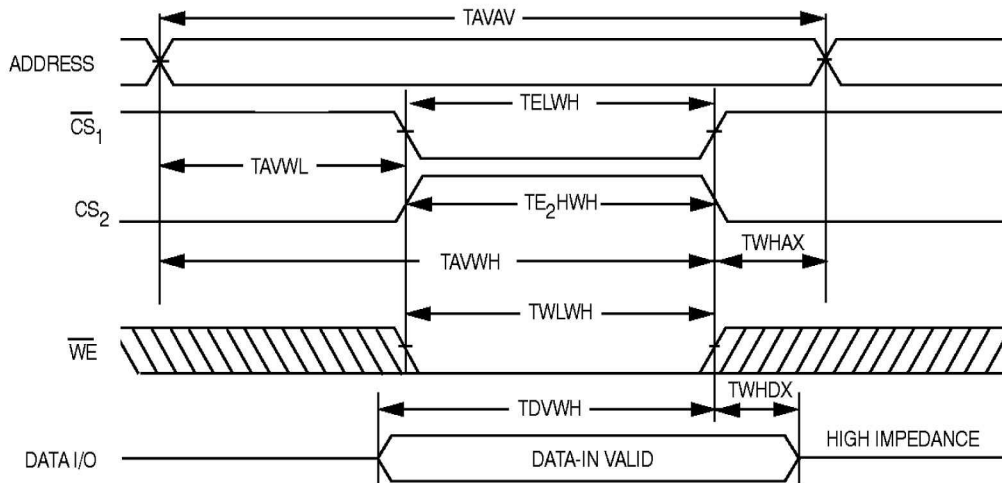 TAVAV
ADDRESS
TELWH
CS1
TAVWL
CS2
TE2HWH
TWHAX
TAVWH
TWLWH
WE
TWHDX
TDVWH
HIGH IMPEDANCE
DATA I/O
DATA-IN VALID